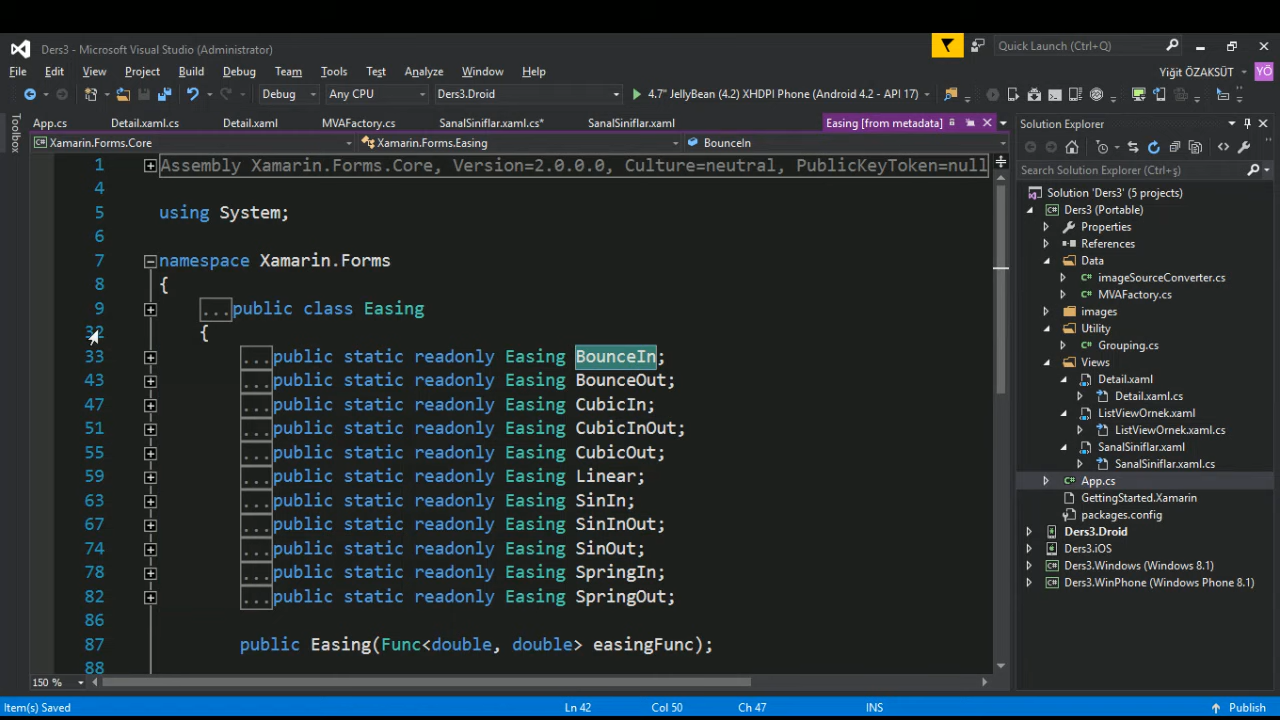 Ders3 - Microsoft Visual Studio (Administrator)
Quick Launch (Ctrl+Q)
File Edit View Project Build Debug Team Tools Test Analyze Window Help
Yiğit ÖZAKSÜT YÖ
Debug Any CPU Ders3.Droid 4.7" JellyBean (4.2) XHDPI Phone (Android 4.2 - API 17)
App.cs Detail.xaml.cs Detail.xaml MVAFactory.cs SanalSiniflar.xaml.cs* SanalSiniflar.xaml Easing [from metadata]
Toolbox
Xamarin.Forms.Core Xamarin.Forms.Easing BounceIn
1 Assembly Xamarin.Forms.Core, Version=2.0.0.0, Culture=neutral, PublicKeyToken=null
4
5 using System;
6
7 namespace Xamarin.Forms
8 {
9 ...public class Easing
32 {
33 ...public static readonly Easing BounceIn;
43 ...public static readonly Easing BounceOut;
47 ...public static readonly Easing CubicIn;
51 ...public static readonly Easing CubicInOut;
55 ...public static readonly Easing CubicOut;
59 ...public static readonly Easing Linear;
63 ...public static readonly Easing SinIn;
67 ...public static readonly Easing SinInOut;
74 ...public static readonly Easing SinOut;
78 ...public static readonly Easing SpringIn;
82 ...public static readonly Easing SpringOut;
86
87 public Easing(Func<double, double> easingFunc);
88
150 %
Solution Explorer
Search Solution Explorer (Ctrl+ş)
Solution 'Ders3' (5 projects)
Ders3 (Portable)
Properties
References
Data
imageSourceConverter.cs
MVAFactory.cs
images
Utility
Grouping.cs
Views
Detail.xaml
Detail.xaml.cs
ListViewOrnek.xaml
ListViewOrnek.xaml.cs
SanalSiniflar.xaml
SanalSiniflar.xaml.cs
App.cs
GettingStarted.Xamarin
packages.config
Ders3.Droid
Ders3.iOS
Ders3.Windows (Windows 8.1)
Ders3.WinPhone (Windows Phone 8.1)
Item(s) Saved Ln 42 Col 50 Ch 47 INS Publish